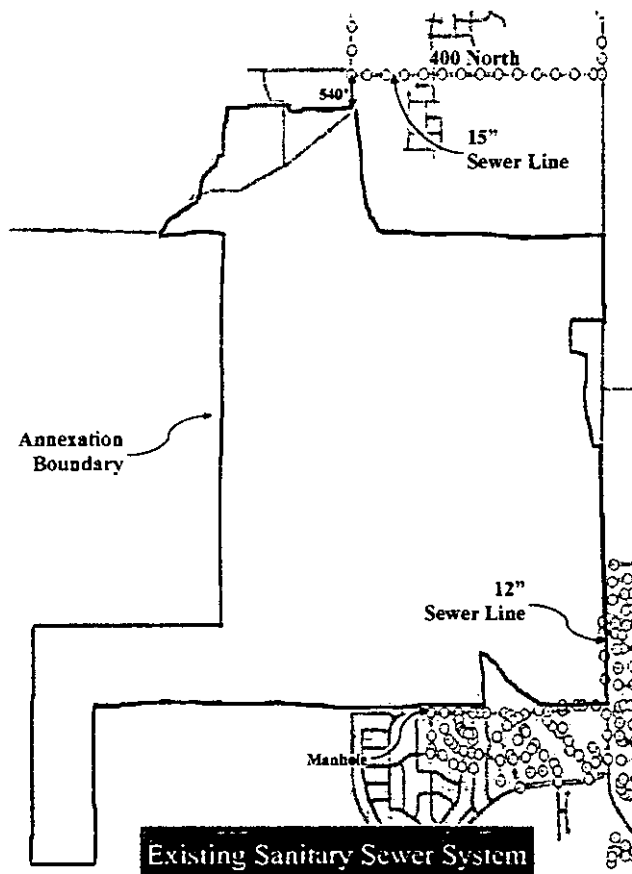 400 North
540'
15"
Sewer Line
Annexation
Boundary
12"
Sewer Line
Manhole
Existing Sanitary Sewer System